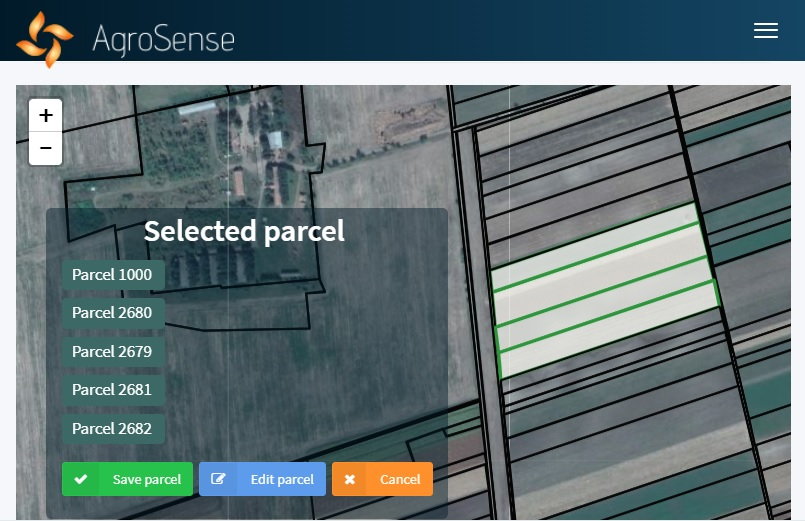 AgroSense
+
−
Selected parcel
Parcel 1000
Parcel 2680
Parcel 2679
Parcel 2681
Parcel 2682
Save parcel Edit parcel Cancel